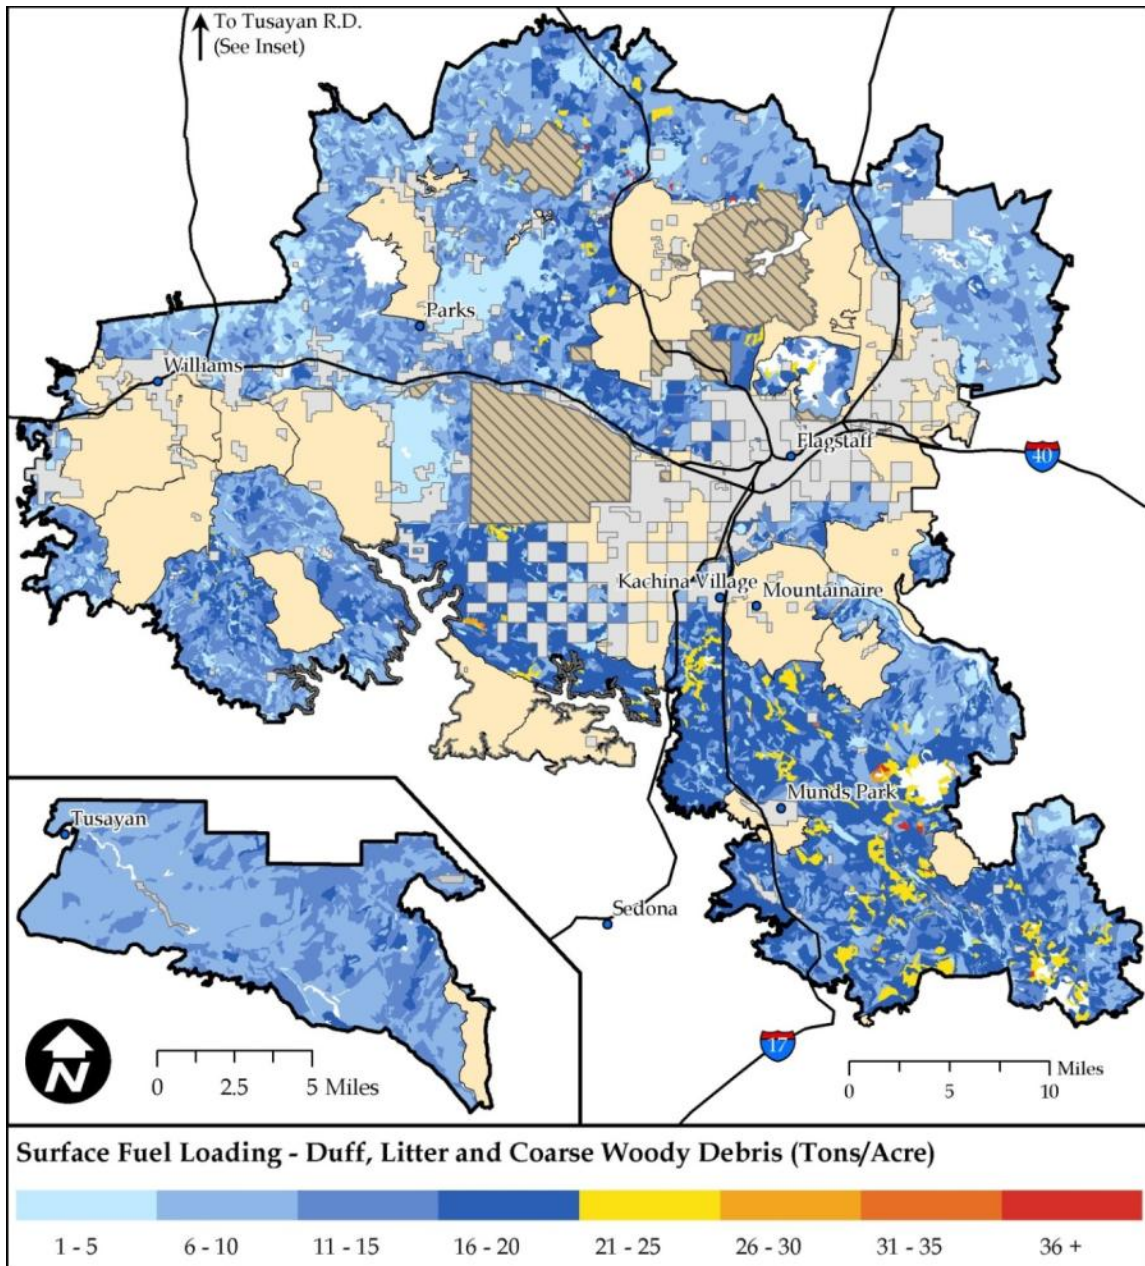 To Tusayan R.D.
(See Inset)
Parks
Williams
Flagstaff
40
Kachina Village
Mountainaire
Munds Park
Tusayan
Sedona
17
N
0 2.5 5 Miles
Miles
0 5 10
Surface Fuel Loading - Duff, Litter and Coarse Woody Debris (Tons/Acre)
1 - 5 6 - 10 11 - 15 16 - 20 21 - 25 26 - 30 31 - 35 36 +